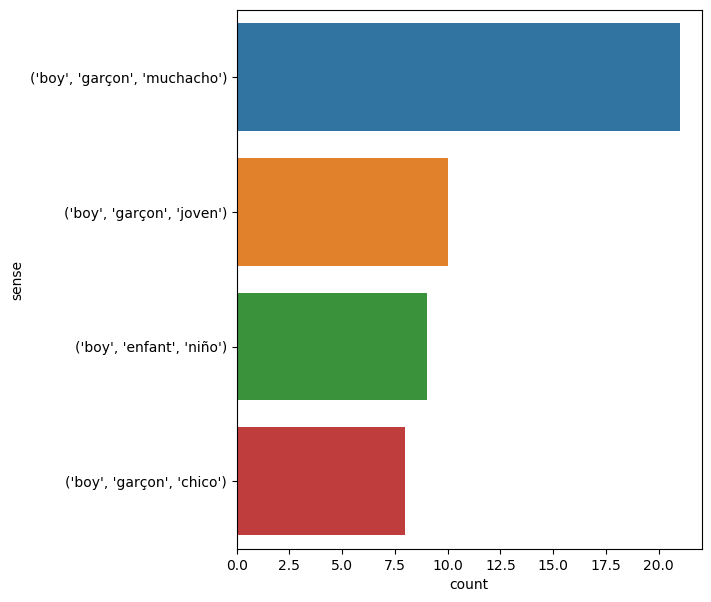 ('boy', 'garçon', 'muchacho')
('boy', 'garçon', 'joven')
('boy', 'enfant', 'niño')
('boy', 'garçon', 'chico')
sense
0.0 2.5 5.0 7.5 10.0 12.5 15.0 17.5 20.0
count